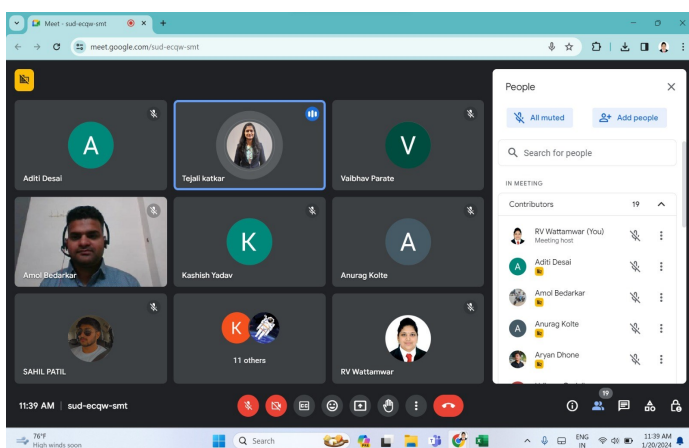 Meet - sud-ecqw-smt
meet.google.com/sud-ecqw-smt
A
Aditi Desai
Tejali katkar
V
Vaibhav Parate
Amol Bedarkar
K
Kashish Yadav
A
Anurag Kolte
SAHIL PATIL
K
11 others
RV Wattamwar
People
All muted
Add people
Search for people
IN MEETING
Contributors 19
RV Wattamwar (You)
Meeting host
A Aditi Desai
Amol Bedarkar
A Anurag Kolte
Aryan Dhone
11:39 AM | sud-ecqw-smt
19
76°F
High winds soon
Search
ENG
IN
11:39 AM
1/20/2024